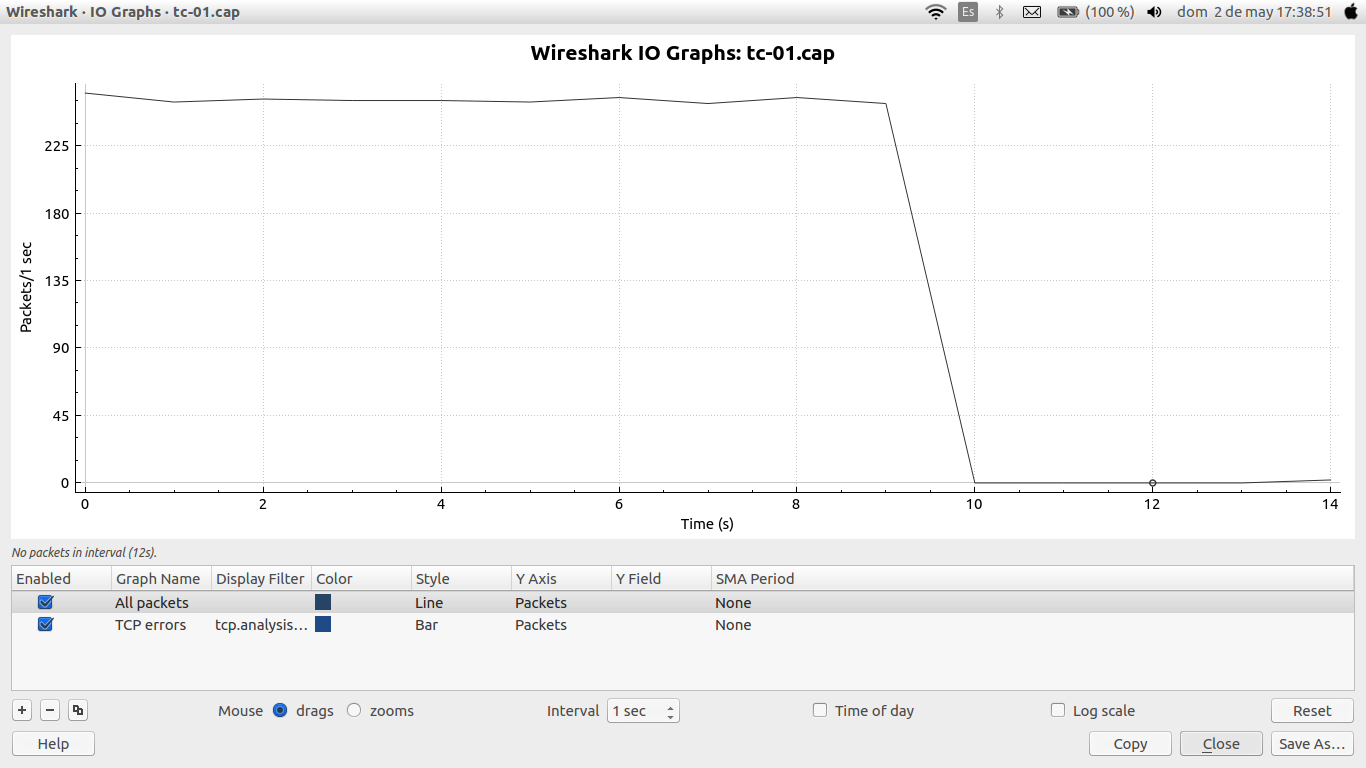 Wireshark · IO Graphs · tc-01.cap Es (100 %) dom 2 de may 17:38:51
Wireshark IO Graphs: tc-01.cap
Packets/1 sec
225
180
135
90
45
0
0 2 4 6 8 10 12 14
Time (s)
No packets in interval (12s).
Enabled Graph Name Display Filter Color Style Y Axis Y Field SMA Period
All packets Line Packets None
TCP errors tcp.analysis… Bar Packets None
Mouse drags zooms Interval 1 sec Time of day Log scale Reset
Help Copy Close Save As…